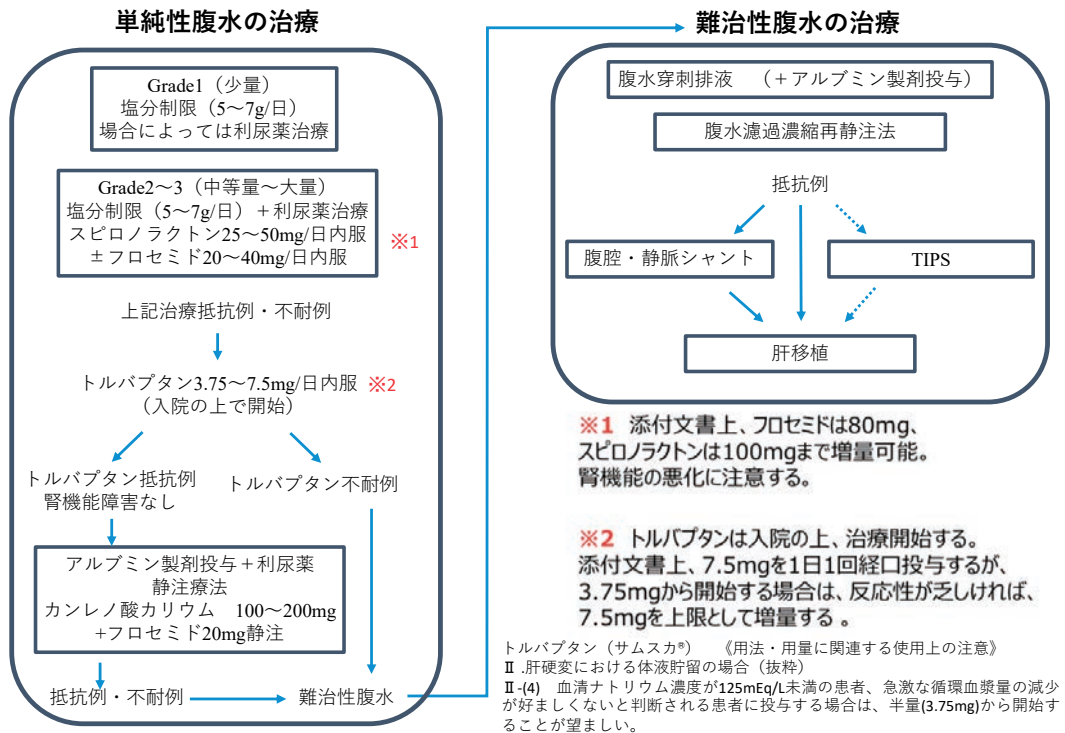 単純性腹水の治療
Grade1（少量）
塩分制限（5～7g/日）
場合によっては利尿薬治療
Grade2～3（中等量～大量）
塩分制限（5～7g/日）＋利尿薬治療
スピロノラクトン25～50mg/日内服
±フロセミド20～40mg/日内服
※1
上記治療抵抗例・不耐例
トルバプタン3.75～7.5mg/日内服 ※2
（入院の上で開始）
トルバプタン抵抗例
腎機能障害なし
トルバプタン不耐例
アルブミン製剤投与＋利尿薬
静注療法
カンレノ酸カリウム　100～200mg
+フロセミド20mg静注
抵抗例・不耐例
難治性腹水
難治性腹水の治療
腹水穿刺排液　（＋アルブミン製剤投与）
腹水濾過濃縮再静注法
抵抗例
腹腔・静脈シャント
TIPS
肝移植
※1 添付文書上、フロセミドは80mg、
スピロノラクトンは100mgまで増量可能。
腎機能の悪化に注意する。
※2 トルバプタンは入院の上、治療開始する。
添付文書上、7.5mgを1日1回経口投与するが、
3.75mgから開始する場合は、反応性が乏しければ、
7.5mgを上限として増量する 。
トルバプタン（サムスカ®）　《用法・用量に関連する使用上の注意》
Ⅱ .肝硬変における体液貯留の場合（抜粋）
Ⅱ-(4)　血清ナトリウム濃度が125mEq/L未満の患者、急激な循環血漿量の減少
が好ましくないと判断される患者に投与する場合は、半量(3.75mg)から開始す
ることが望ましい。